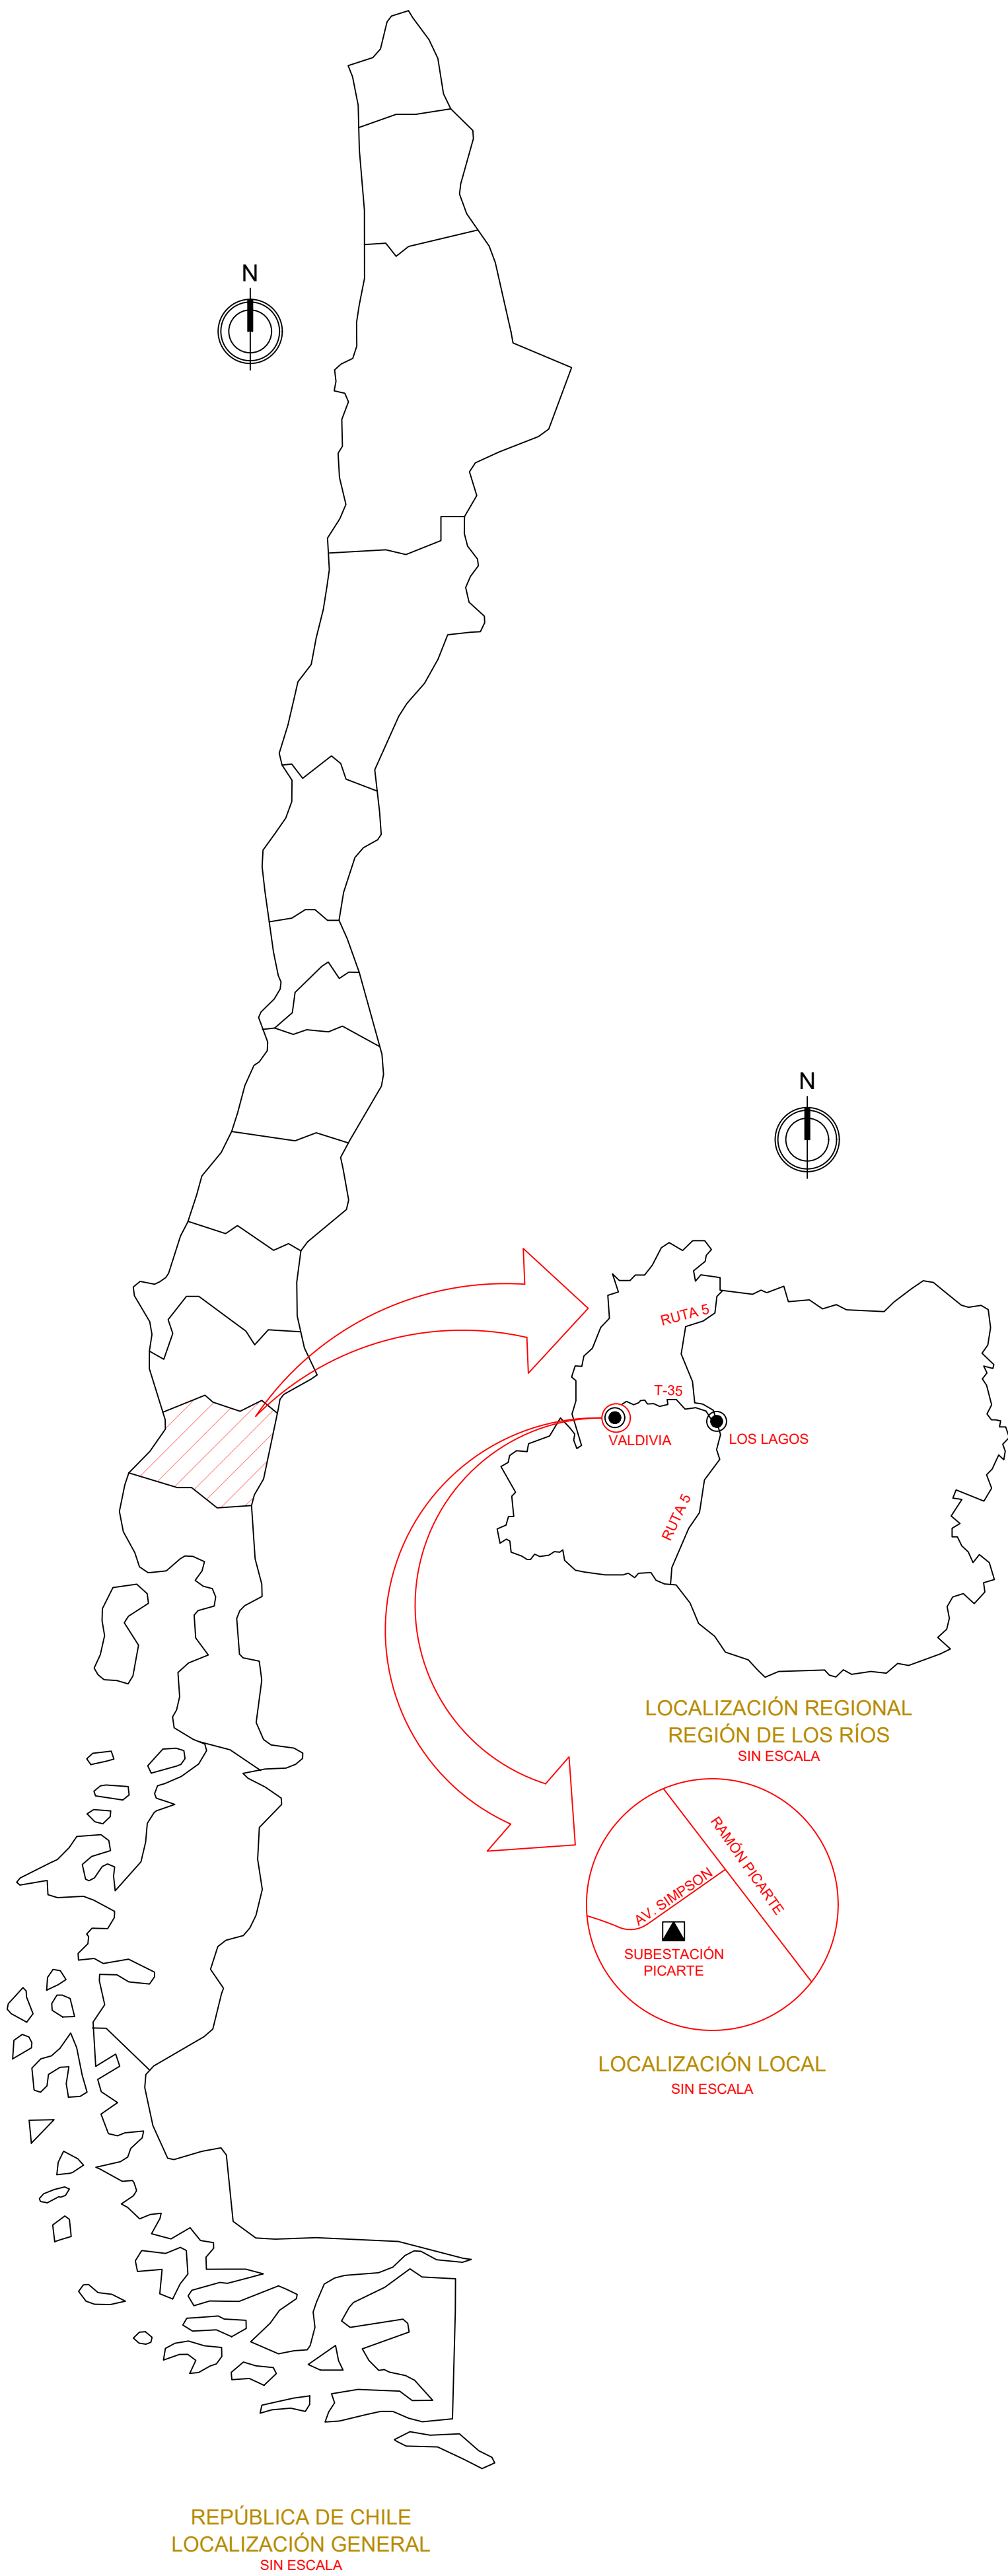 N
N
RUTA 5
T-35
VALDIVIA
LOS LAGOS
RUTA 5
LOCALIZACIÓN REGIONAL
REGIÓN DE LOS RÍOS
SIN ESCALA
RAMÓN PICARTE
AV. SIMPSON
SUBESTACIÓN
PICARTE
LOCALIZACIÓN LOCAL
SIN ESCALA
REPÚBLICA DE CHILE
LOCALIZACIÓN GENERAL
SIN ESCALA